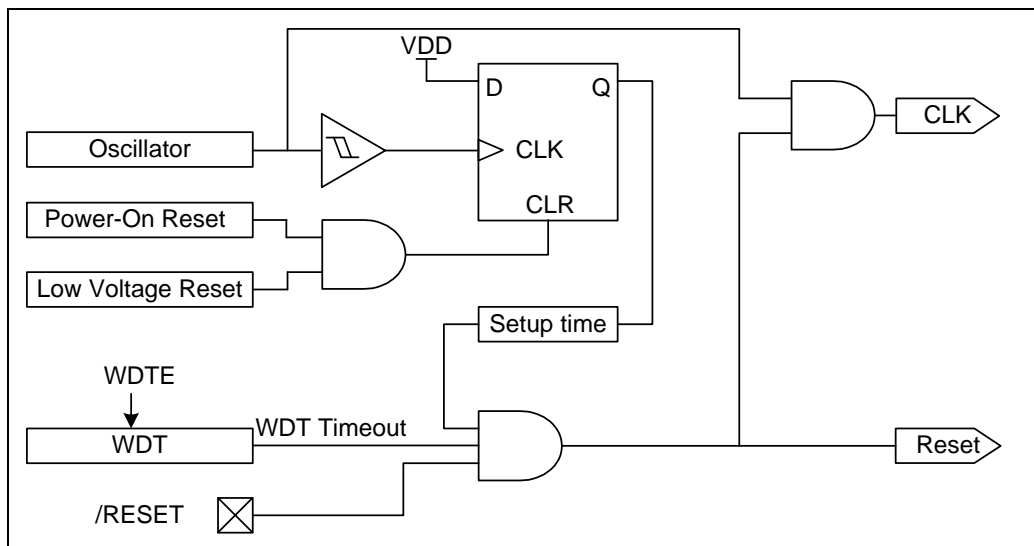 VDD
D
Q
CLK
Oscillator
CLK
CLR
Power-On Reset
Low Voltage Reset
Setup time
WDTE
WDT Timeout
WDT
Reset
/RESET